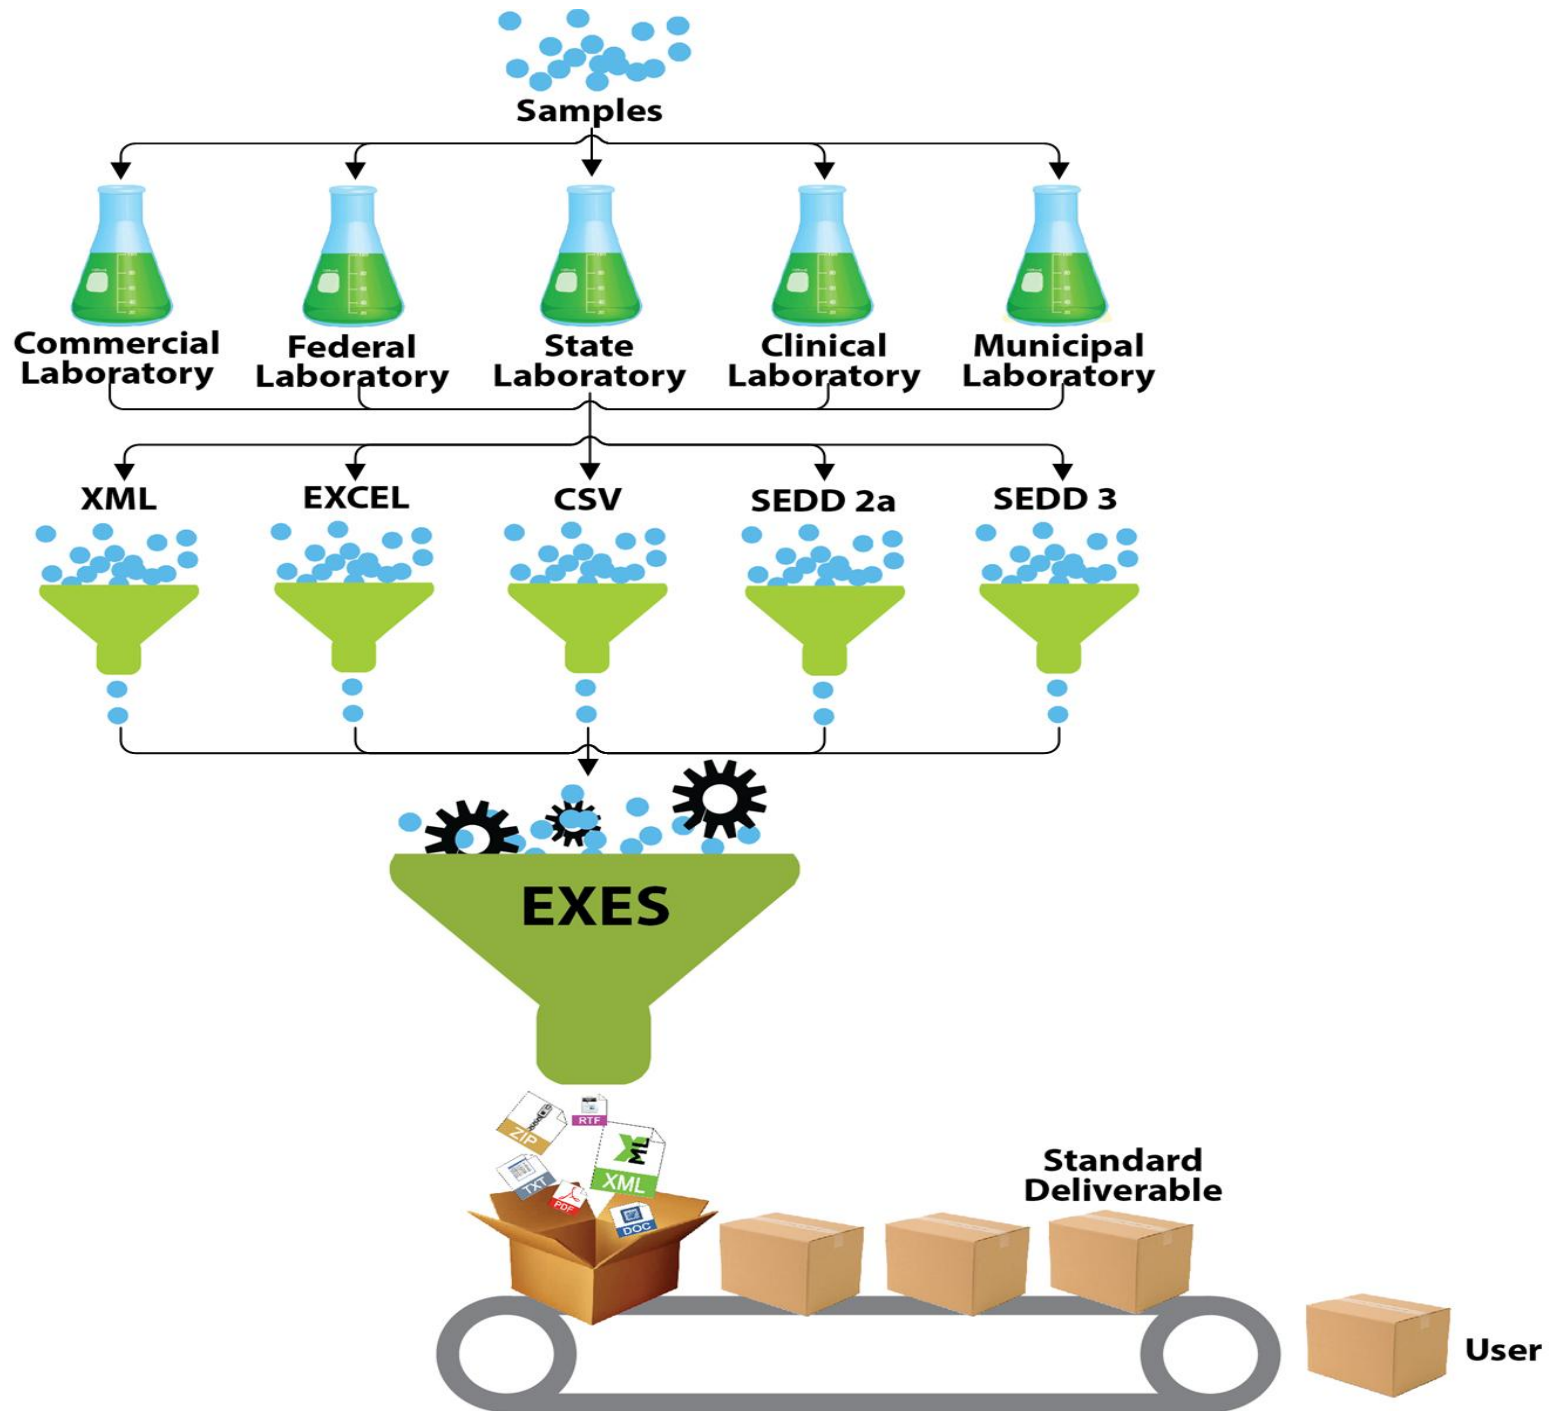 Samples
Commercial
Laboratory
Federal
Laboratory
State
Laboratory
Clinical
Laboratory
Municipal
Laboratory
XML
EXCEL
CSV
SEDD 2a
SEDD 3
EXES
ZIP
RTF
XML
XML
TXT
PDF
DOC
Standard
Deliverable
User